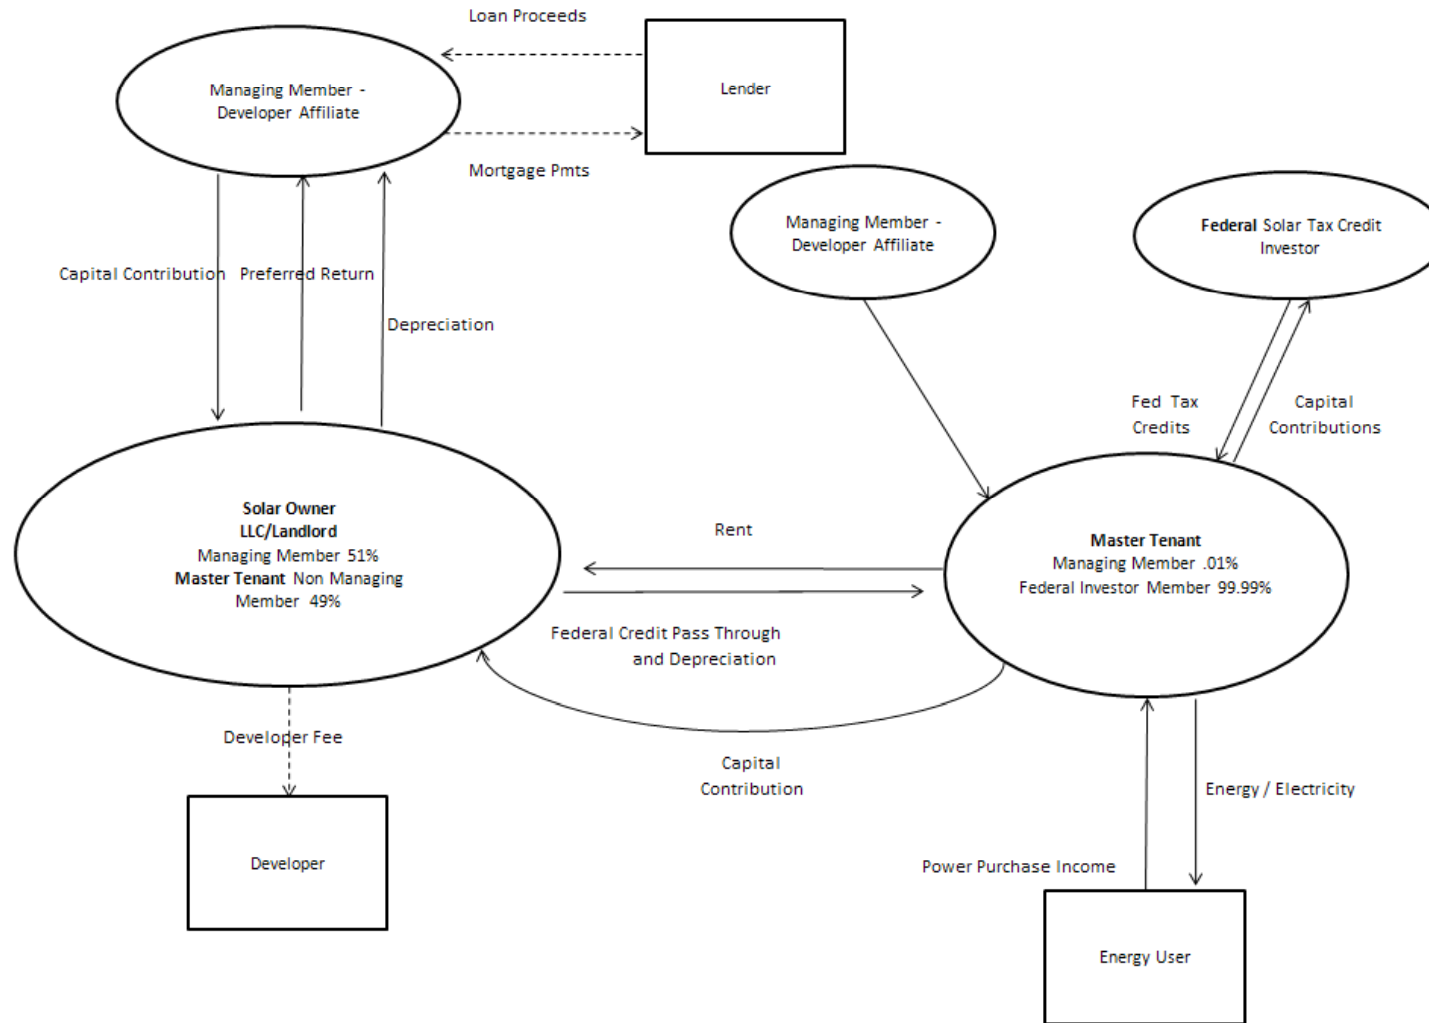 Loan Proceeds
Managing Member -
Developer Affiliate
Lender
Mortgage Pmts
Managing Member -
Developer Affiliate
Federal Solar Tax Credit
Investor
Capital Contribution
Preferred Return
Depreciation
Fed Tax
Credits
Capital
Contributions
Solar Owner
LLC/Landlord
Managing Member 51%
Master Tenant Non Managing
Member 49%
Rent
Master Tenant
Managing Member .01%
Federal Investor Member 99.99%
Federal Credit Pass Through
and Depreciation
Developer Fee
Capital
Contribution
Energy / Electricity
Developer
Power Purchase Income
Energy User